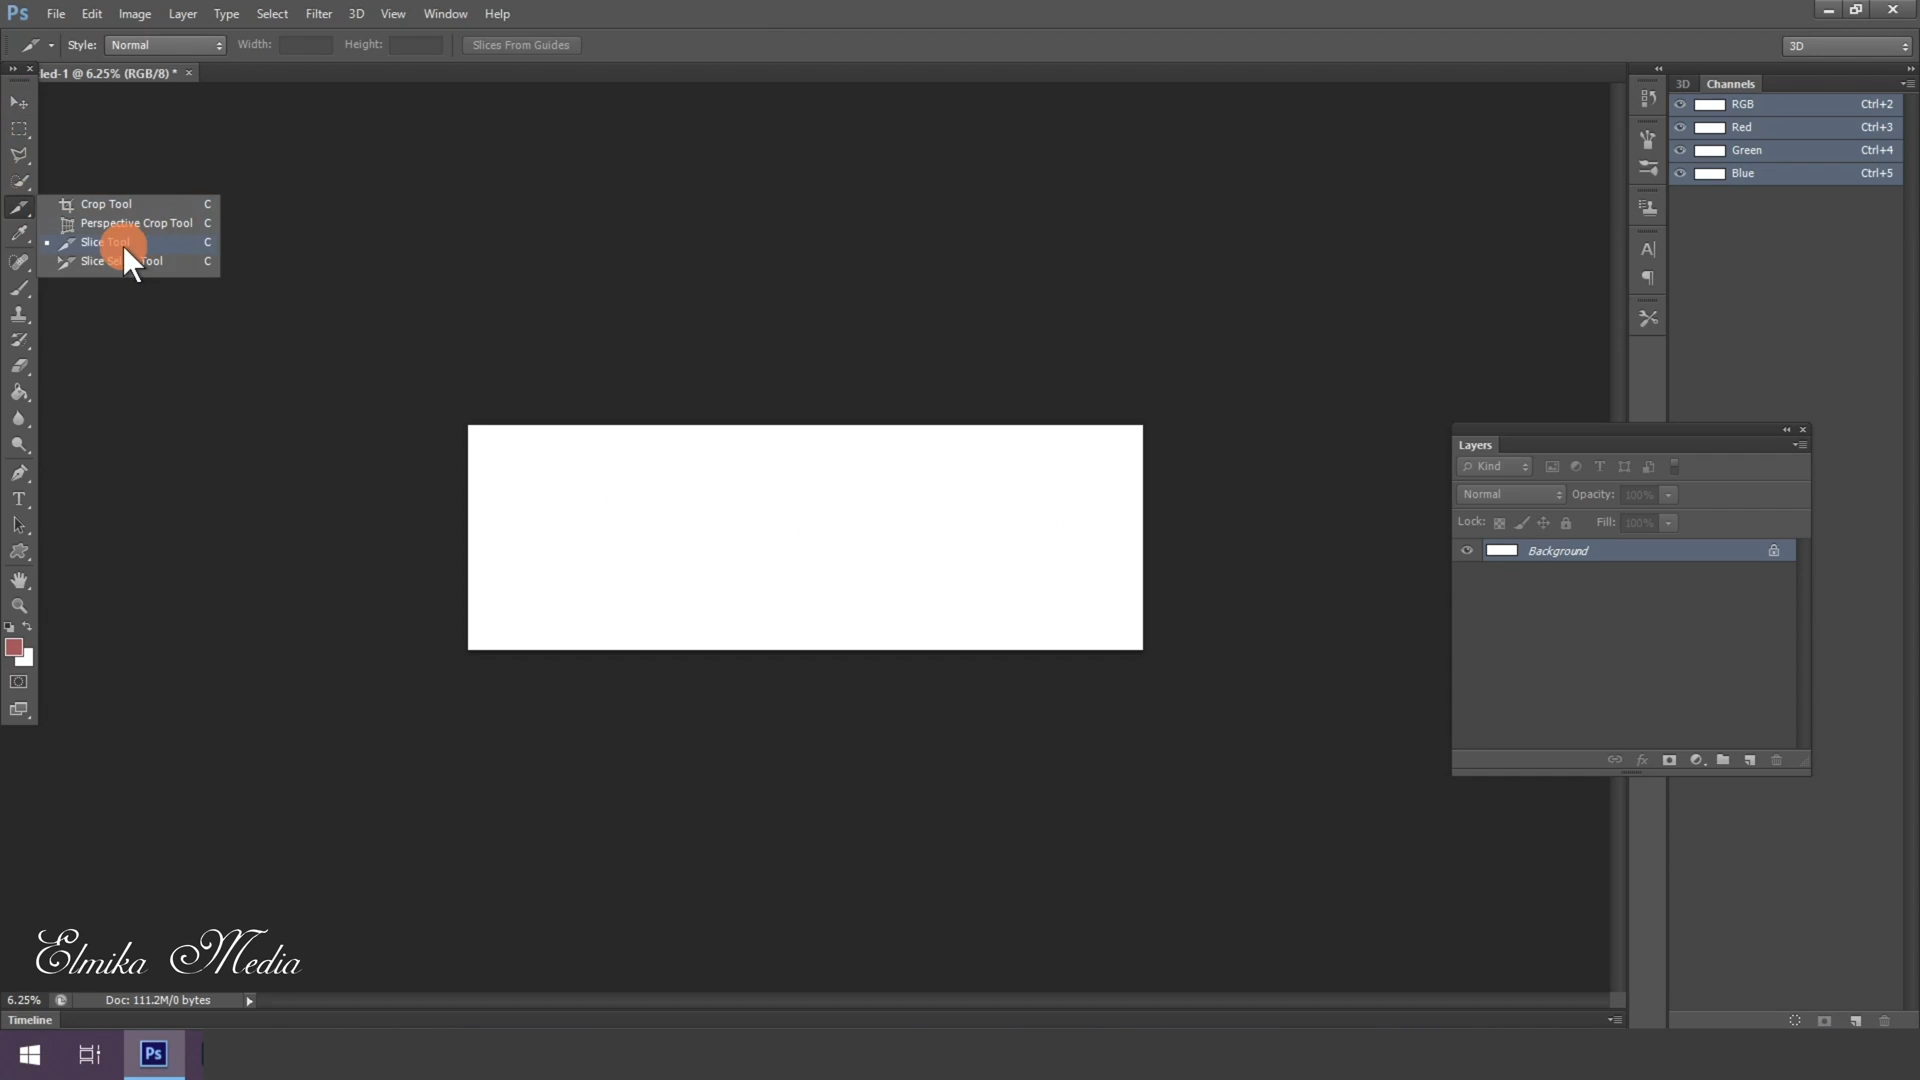 Ps File Edit Image Layer Type Select Filter 3D View Window Help
Style: Normal Width: Height: Slices From Guides 3D
led-1 @ 6.25% (RGB/8) * ×
3D Channels
RGB Ctrl+2
Red Ctrl+3
Green Ctrl+4
Blue Ctrl+5
Crop Tool C
Perspective Crop Tool C
Slice Tool C
Slice Select Tool C
Layers
Kind
Normal Opacity: 100%
Lock: Fill: 100%
Background
Elmika Media
6.25% Doc: 111.2M/0 bytes
Timeline
Ps